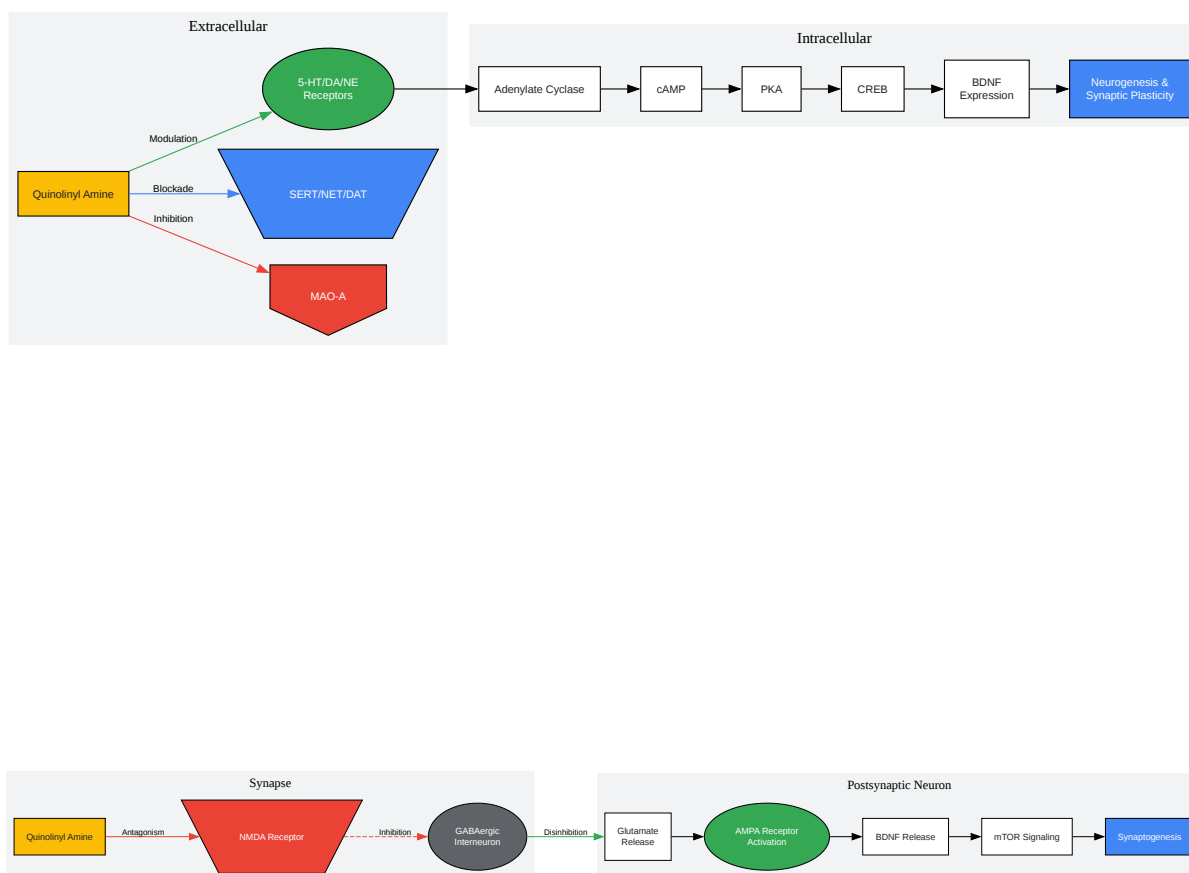 Extracellular
5-HT/DA/NE
Receptors
Modulation
Quinolinyl Amine
Blockade
SERT/NET/DAT
Inhibition
MAO-A
Intracellular
Adenylate Cyclase
cAMP
PKA
CREB
BDNF
Expression
Neurogenesis &
Synaptic Plasticity
Synapse
Quinolinyl Amine
Antagonism
NMDA Receptor
Inhibition
GABAergic
Interneuron
Disinhibition
Postsynaptic Neuron
Glutamate
Release
AMPA Receptor
Activation
BDNF Release
mTOR Signaling
Synaptogenesis